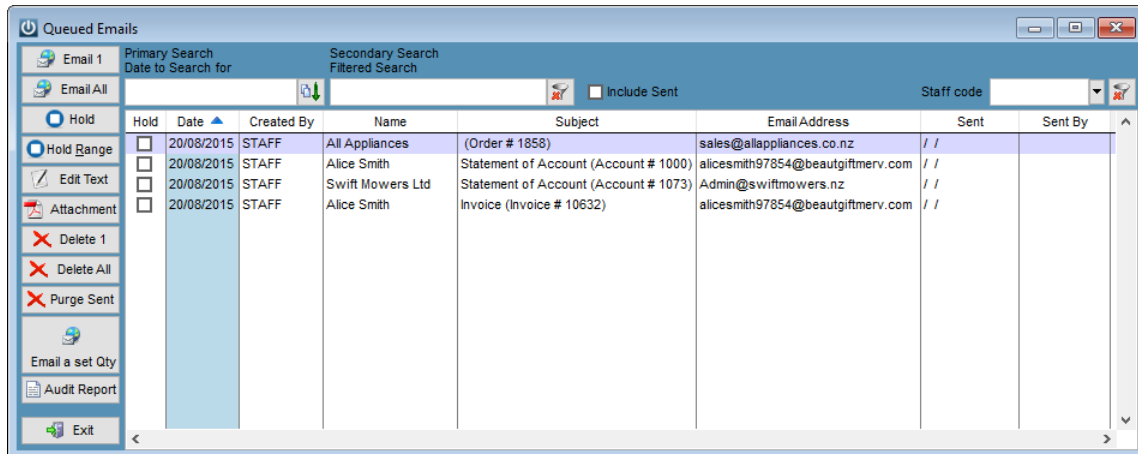 Queued Emails
Email 1
Email All
Hold
Hold Range
Edit Text
Attachment
Delete 1
Delete All
Purge Sent
Email a set Qty
Audit Report
Exit
Primary Search
Date to Search for
Secondary Search
Filtered Search
Include Sent
Staff code
Hold Date Created By Name Subject Email Address Sent Sent By
20/08/2015 STAFF All Appliances (Order # 1858) sales@allappliances.co.nz / /
20/08/2015 STAFF Alice Smith Statement of Account (Account # 1000) alicesmith97854@beautgiftmerv.com / /
20/08/2015 STAFF Swift Mowers Ltd Statement of Account (Account # 1073) Admin@swiftmowers.nz / /
20/08/2015 STAFF Alice Smith Invoice (Invoice # 10632) alicesmith97854@beautgiftmerv.com / /